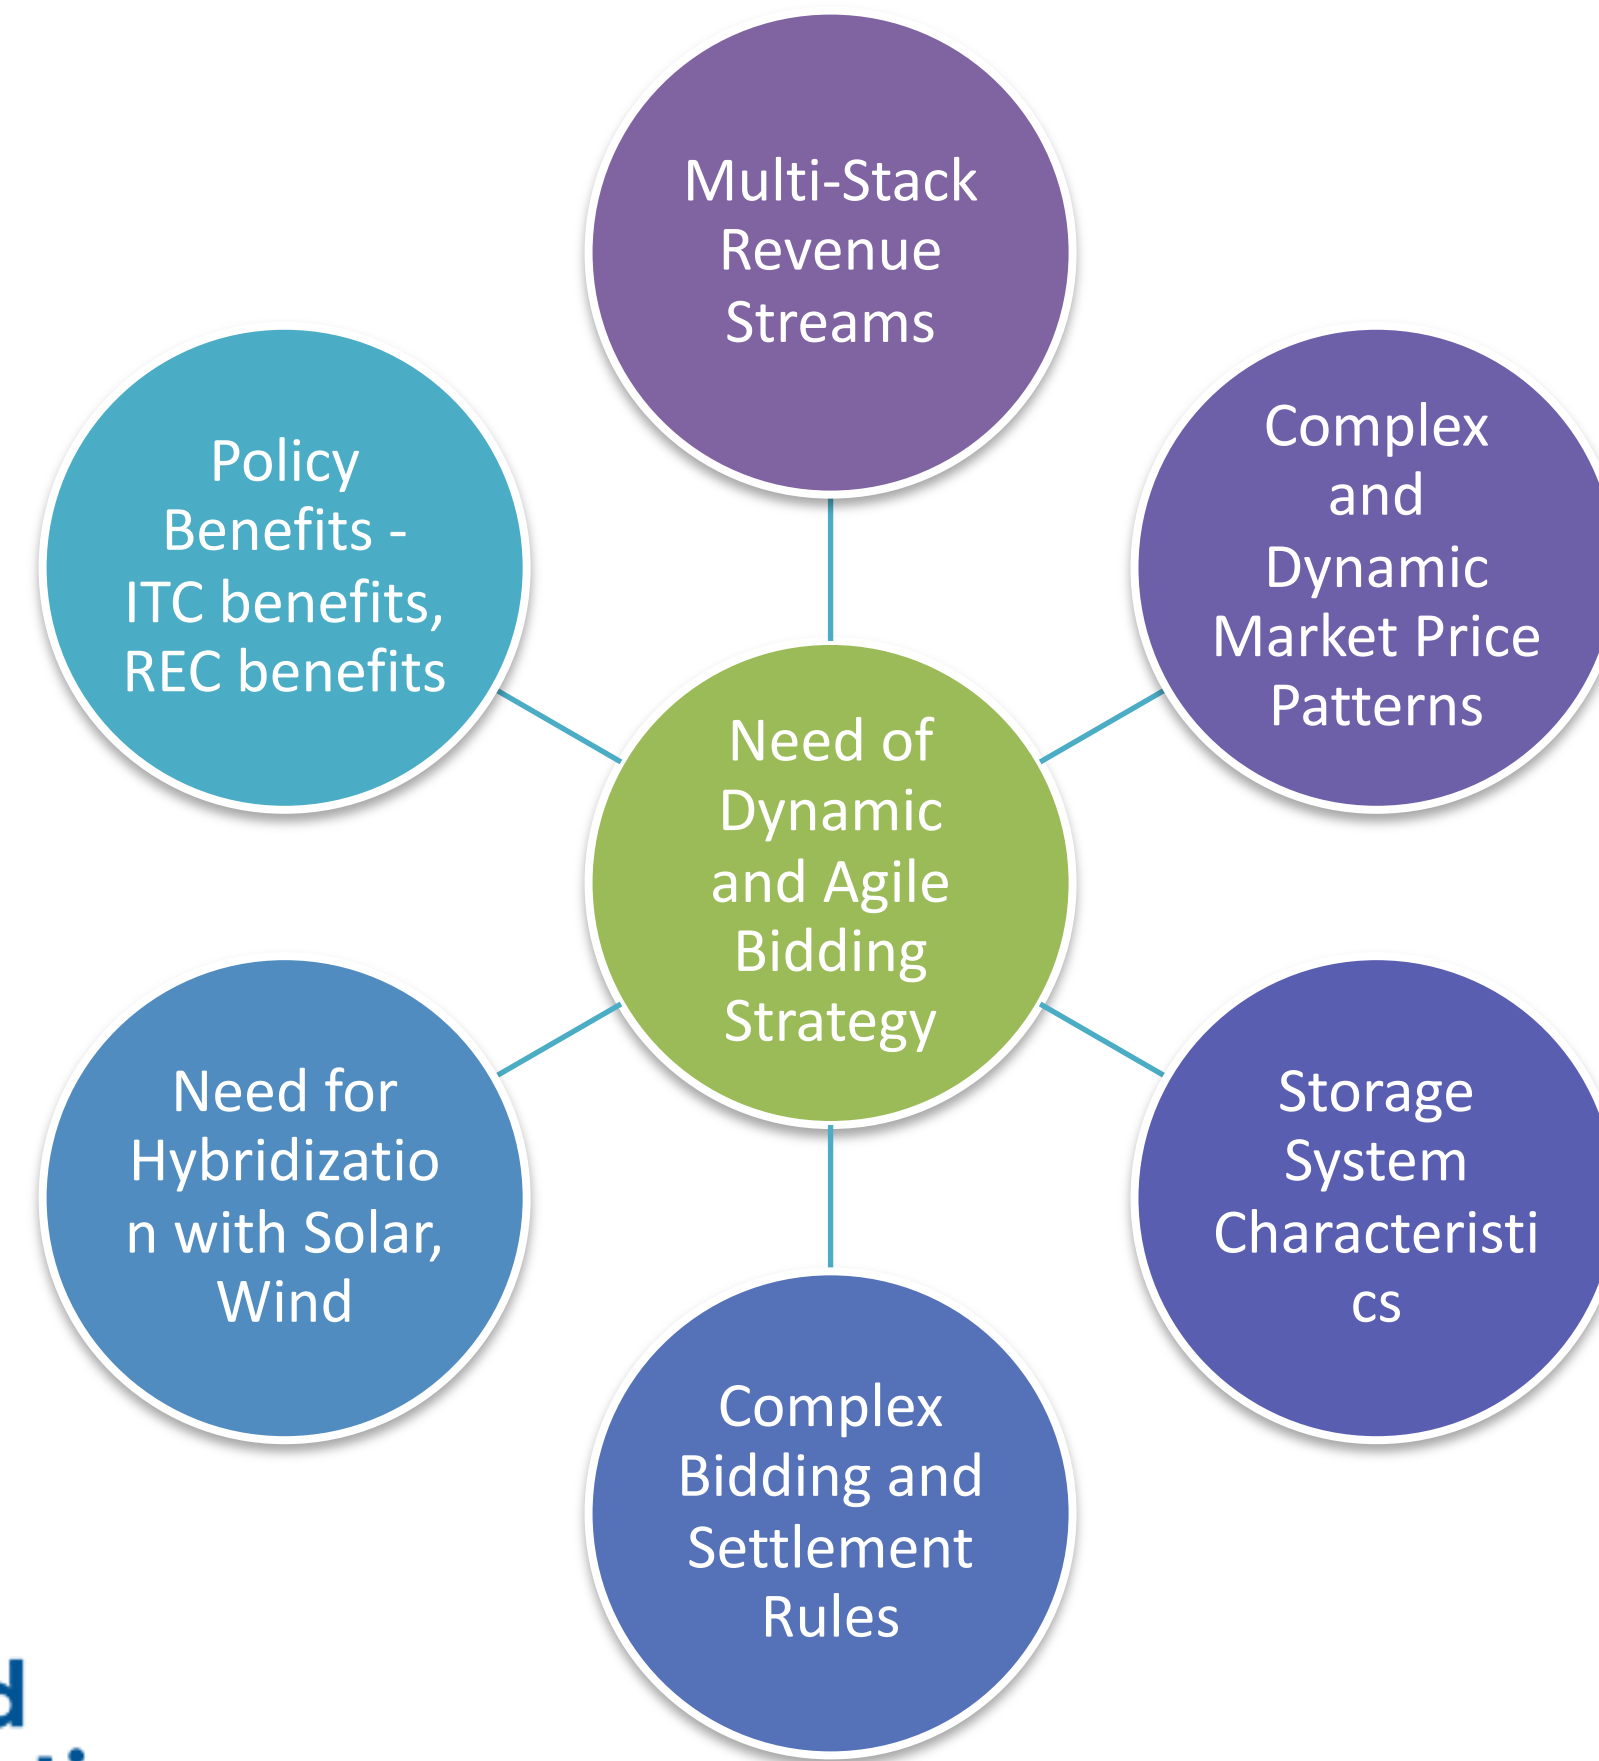 Multi-Stack
Revenue
Streams
Complex
and
Dynamic
Market Price
Patterns
Policy
Benefits -
ITC benefits,
REC benefits
Need of
Dynamic
and Agile
Bidding
Strategy
Storage
System
Characteristi
cs
Need for
Hybridizatio
n with Solar,
Wind
Complex
Bidding and
Settlement
Rules